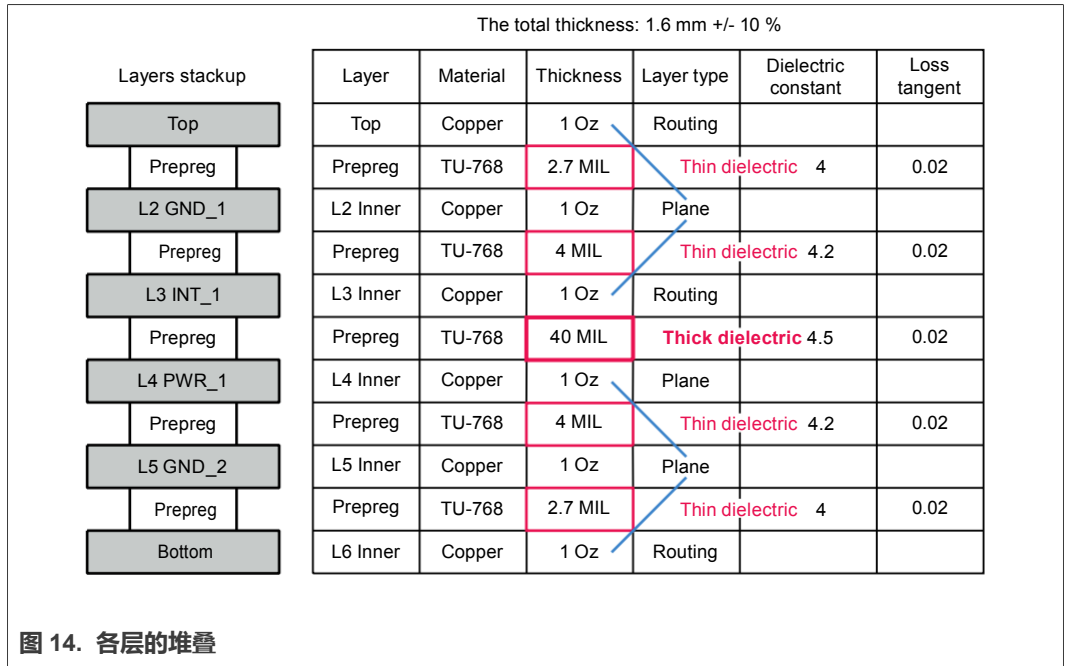 The total thickness: 1.6 mm +/- 10 %
Layers stackup
Layer Material Thickness Layer type Dielectric constant Loss tangent
Top Top Copper 1 Oz Routing
Prepreg Prepreg TU-768 2.7 MIL Thin dielectric 4 0.02
L2 GND_1 L2 Inner Copper 1 Oz Plane
Prepreg Prepreg TU-768 4 MIL Thin dielectric 4.2 0.02
L3 INT_1 L3 Inner Copper 1 Oz Routing
Prepreg Prepreg TU-768 40 MIL Thick dielectric 4.5 0.02
L4 PWR_1 L4 Inner Copper 1 Oz Plane
Prepreg Prepreg TU-768 4 MIL Thin dielectric 4.2 0.02
L5 GND_2 L5 Inner Copper 1 Oz Plane
Prepreg Prepreg TU-768 2.7 MIL Thin dielectric 4 0.02
Bottom L6 Inner Copper 1 Oz Routing
图 14. 各层的堆叠